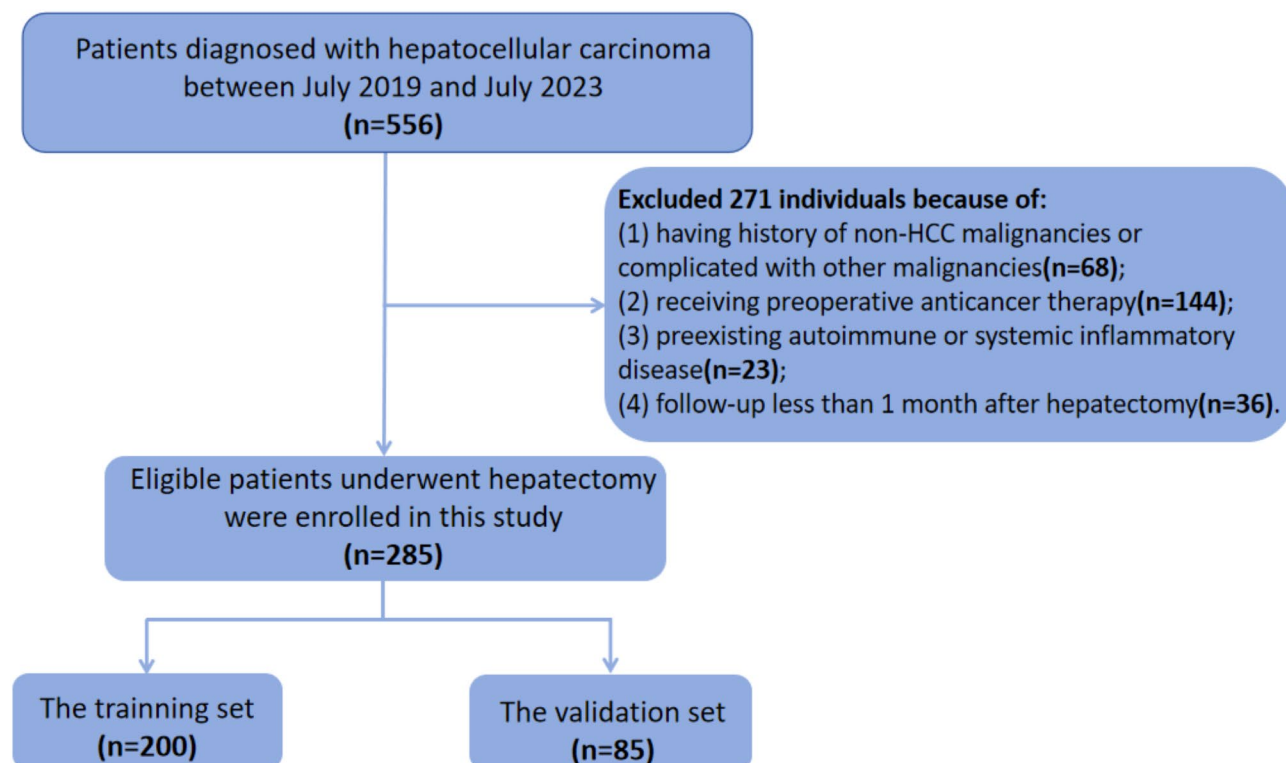 Patients diagnosed with hepatocellular carcinoma
between July 2019 and July 2023
(n=556)
Excluded 271 individuals because of:
(1) having history of non-HCC malignancies or
complicated with other malignancies(n=68);
(2) receiving preoperative anticancer therapy(n=144);
(3) preexisting autoimmune or systemic inflammatory
disease(n=23);
(4) follow-up less than 1 month after hepatectomy(n=36).
Eligible patients underwent hepatectomy
were enrolled in this study
(n=285)
The trainning set
(n=200)
The validation set
(n=85)